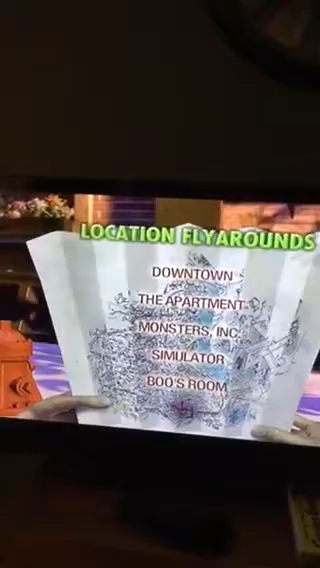 LOCATION FLYAROUNDS
DOWNTOWN
THE APARTMENT
MONSTERS, INC.
SIMULATOR
BOO'S ROOM